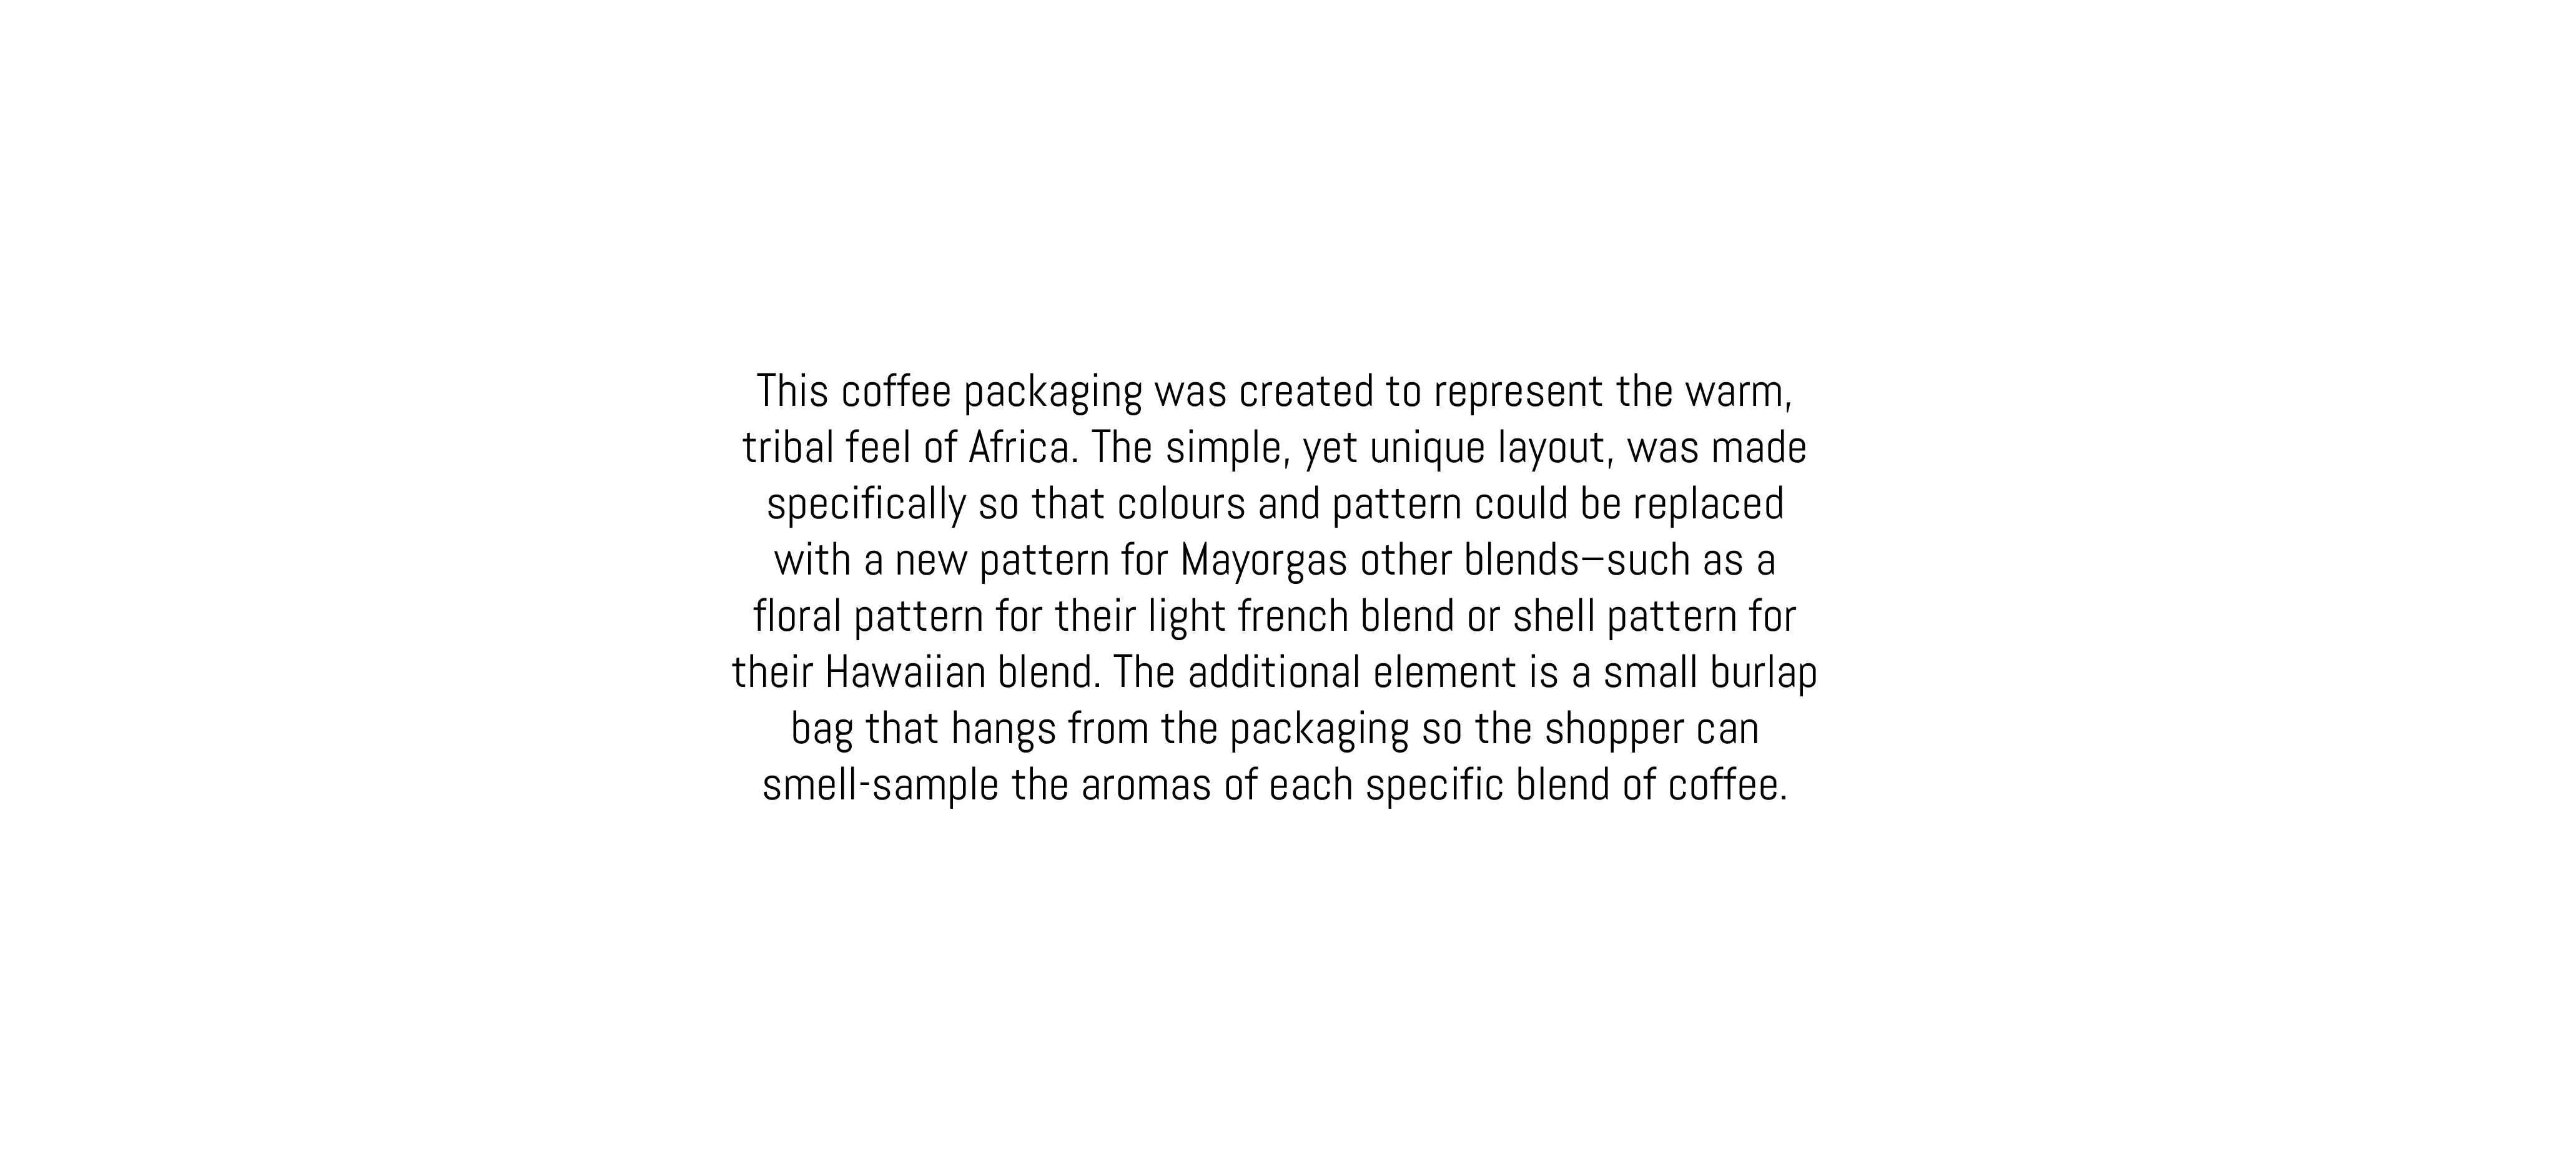 This coffee packaging was created to represent the warm,
tribal feel of Africa. The simple, yet unique layout, was made
specifically so that colours and pattern could be replaced
with a new pattern for Mayorgas other blends–such as a
floral pattern for their light french blend or shell pattern for
their Hawaiian blend. The additional element is a small burlap
bag that hangs from the packaging so the shopper can
smell-sample the aromas of each specific blend of coffee.